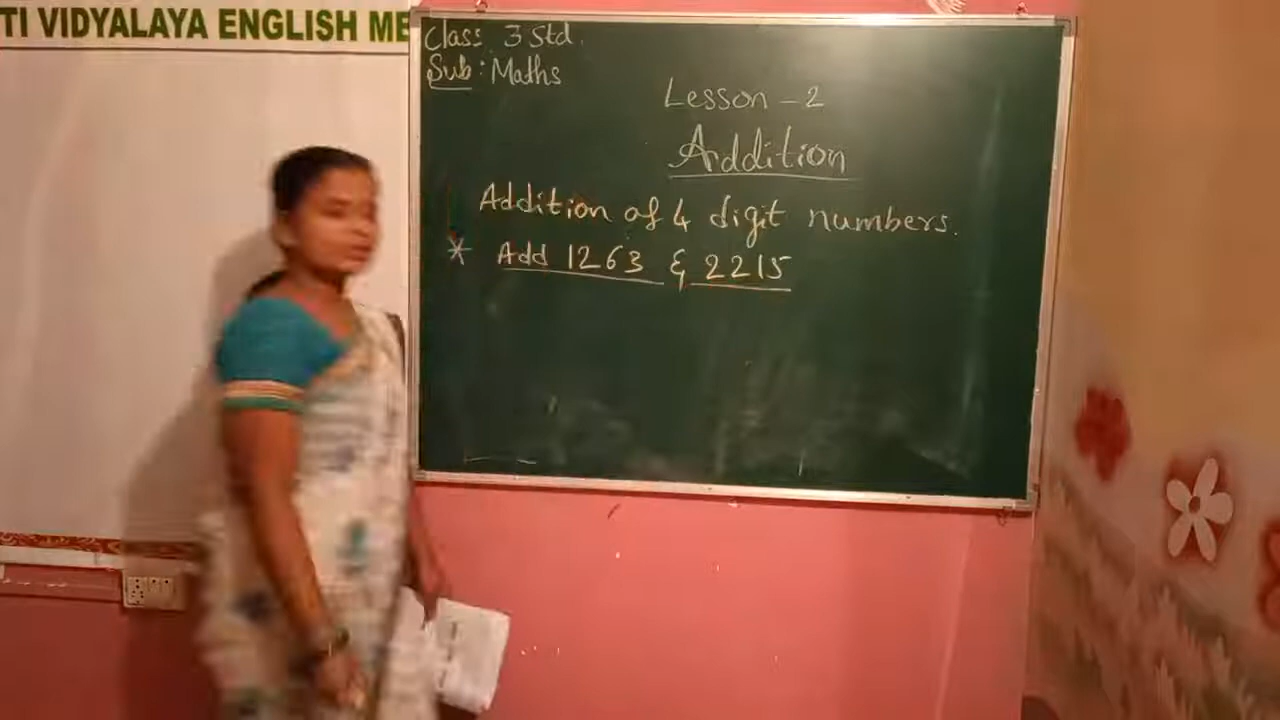 TI VIDYALAYA ENGLISH ME
Class 3 Std.
Sub : Maths
Lesson - 2
Addition
Addition of 4 digit numbers.
* Add 1263 & 2215